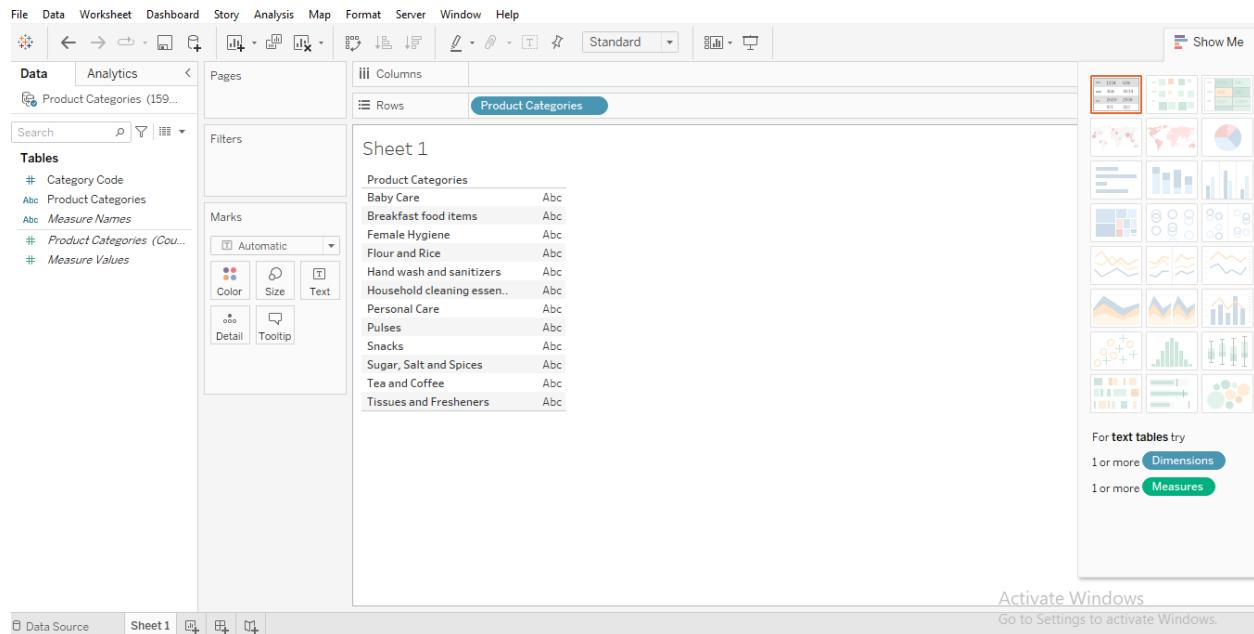 File Data Worksheet Dashboard Story Analysis Map Format Server Window Help
Standard
Show Me
Data Analytics
Product Categories (159...
Search
Tables
# Category Code
Abc Product Categories
Abc Measure Names
# Product Categories (Cou...
# Measure Values
Pages
Filters
Marks
Automatic
Color Size Text
Detail Tooltip
Columns
Rows Product Categories
Sheet 1
Product Categories
Baby Care Abc
Breakfast food items Abc
Female Hygiene Abc
Flour and Rice Abc
Hand wash and sanitizers Abc
Household cleaning essen.. Abc
Personal Care Abc
Pulses Abc
Snacks Abc
Sugar, Salt and Spices Abc
Tea and Coffee Abc
Tissues and Fresheners Abc
For text tables try
1 or more Dimensions
1 or more Measures
Activate Windows
Go to Settings to activate Windows.
Data Source Sheet 1